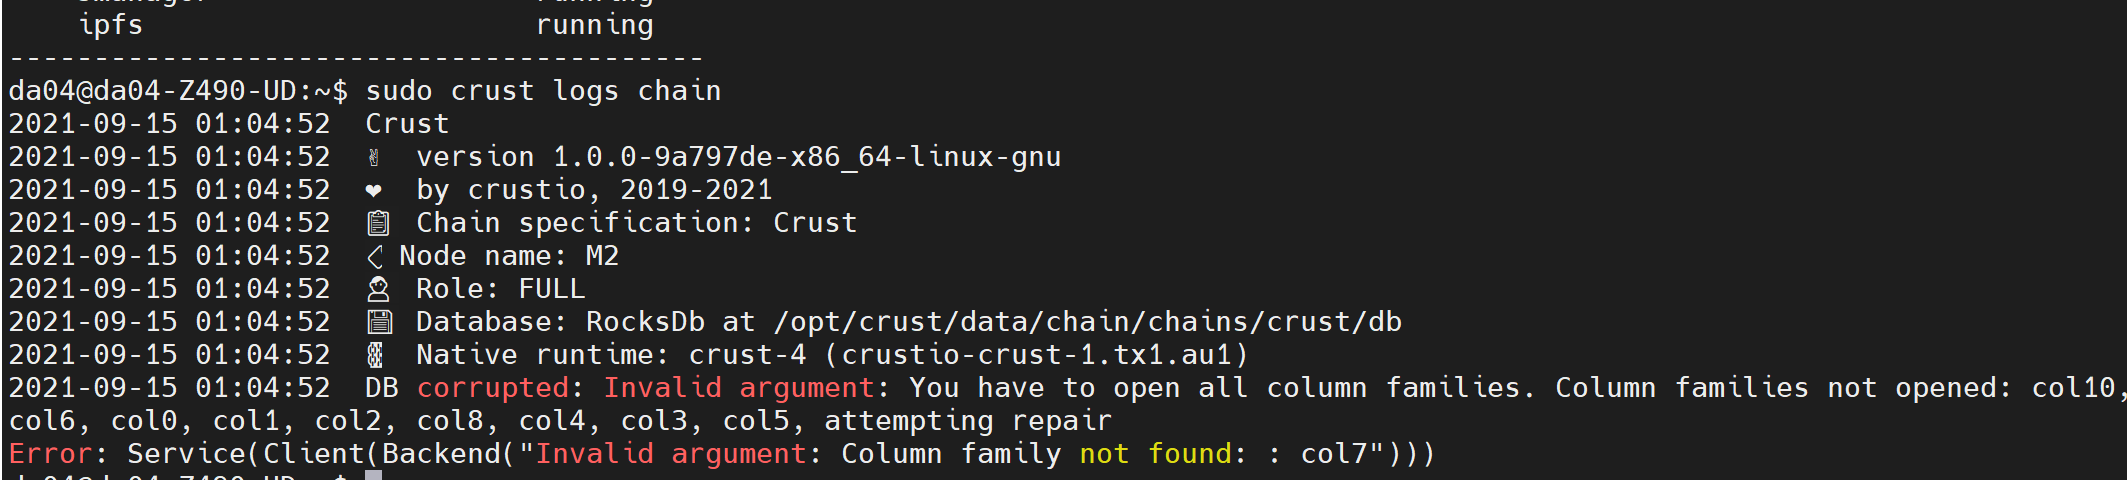 ipfs running
-----------------------------------------
da04@da04-Z490-UD:~$ sudo crust logs chain
2021-09-15 01:04:52 Crust
2021-09-15 01:04:52 ✌ version 1.0.0-9a797de-x86_64-linux-gnu
2021-09-15 01:04:52 ❤ by crustio, 2019-2021
2021-09-15 01:04:52 📋 Chain specification: Crust
2021-09-15 01:04:52 🏷 Node name: M2
2021-09-15 01:04:52 👤 Role: FULL
2021-09-15 01:04:52 💾 Database: RocksDb at /opt/crust/data/chain/chains/crust/db
2021-09-15 01:04:52 ⛓ Native runtime: crust-4 (crustio-crust-1.tx1.au1)
2021-09-15 01:04:52 DB corrupted: Invalid argument: You have to open all column families. Column families not opened: col10,
col6, col0, col1, col2, col8, col4, col3, col5, attempting repair
Error: Service(Client(Backend("Invalid argument: Column family not found: : col7")))